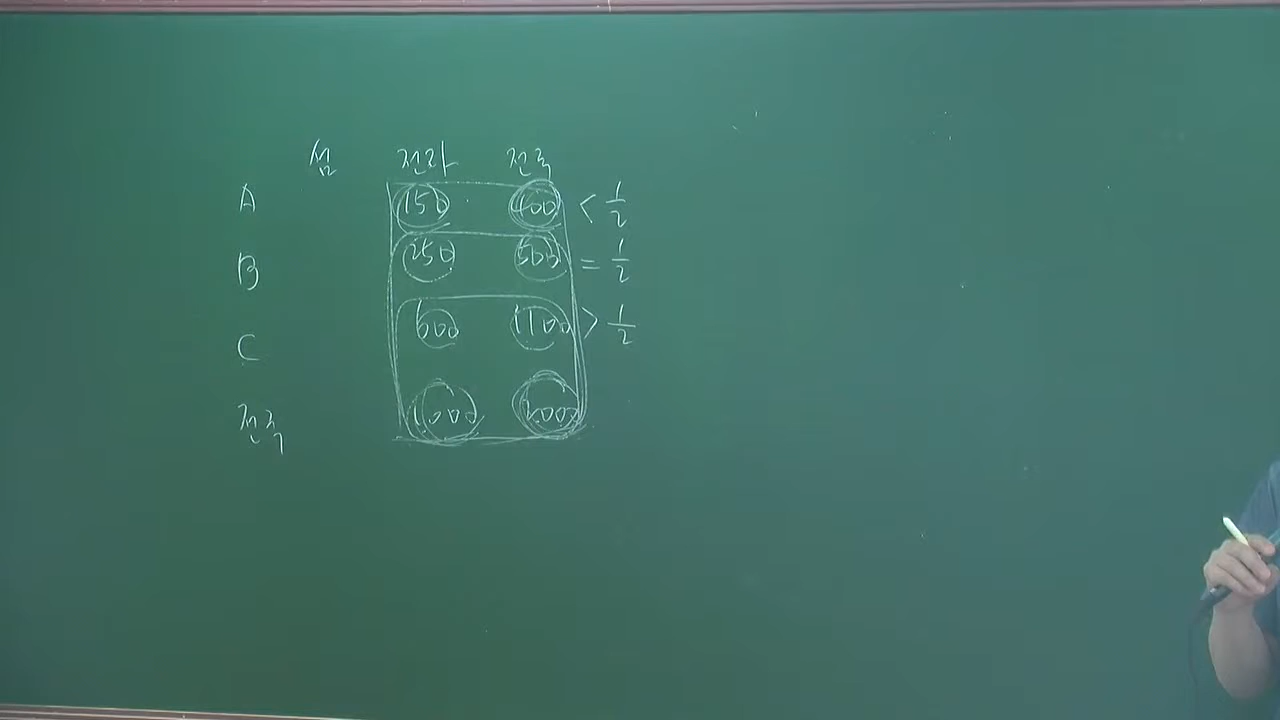 섬 전라 전국
A 150 400 < 1/2
B 250 500 = 1/2
C 600 1100 > 1/2
전국 1000 2000